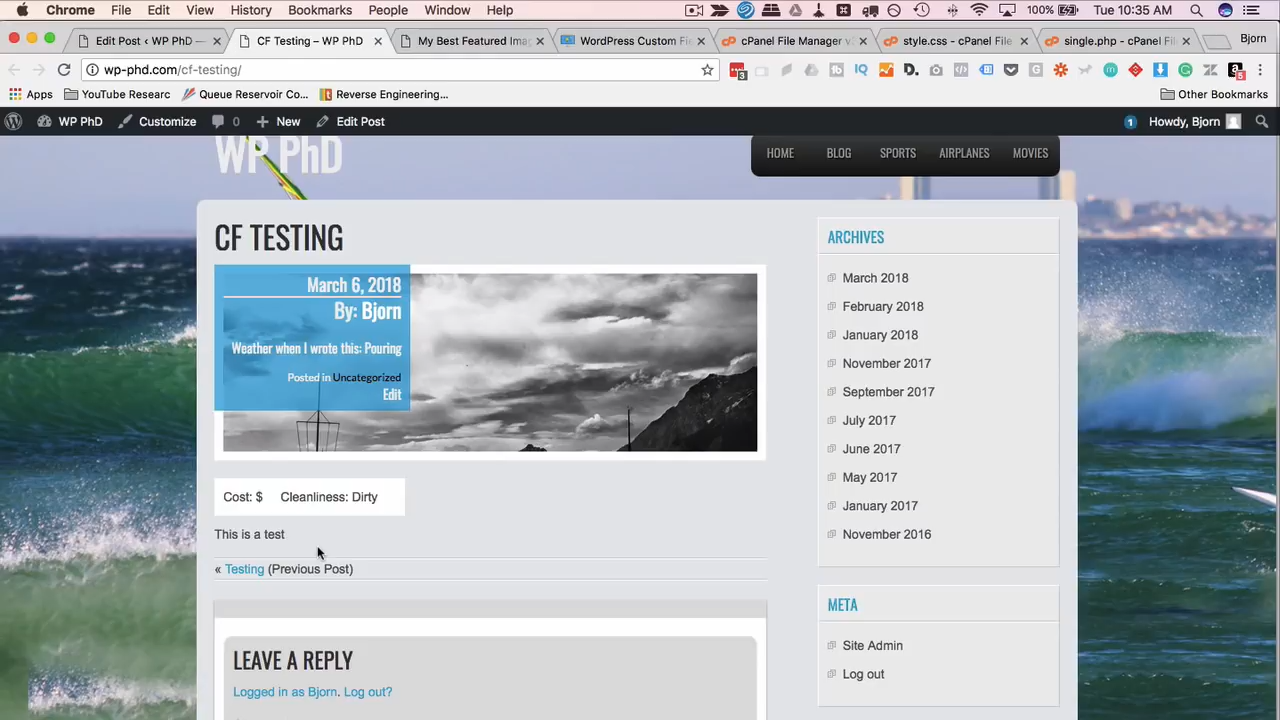 Chrome File Edit View History Bookmarks People Window Help 100% Tue 10:35 AM
Edit Post ‹ WP PhD — CF Testing – WP PhD My Best Featured Ima WordPress Custom Fi cPanel File Manager v style.css - cPanel File single.php - cPanel Fil Bjorn
wp-phd.com/cf-testing/
Apps YouTube Researc Queue Reservoir Co... Reverse Engineering... Other Bookmarks
WP PhD Customize 0 New Edit Post 1 Howdy, Bjorn
WP PhD
HOME BLOG SPORTS AIRPLANES MOVIES
CF TESTING
March 6, 2018
By: Bjorn
Weather when I wrote this: Pouring
Posted in Uncategorized
Edit
Cost: $ Cleanliness: Dirty
This is a test
« Testing (Previous Post)
LEAVE A REPLY
Logged in as Bjorn. Log out?
ARCHIVES
March 2018
February 2018
January 2018
November 2017
September 2017
July 2017
June 2017
May 2017
January 2017
November 2016
META
Site Admin
Log out